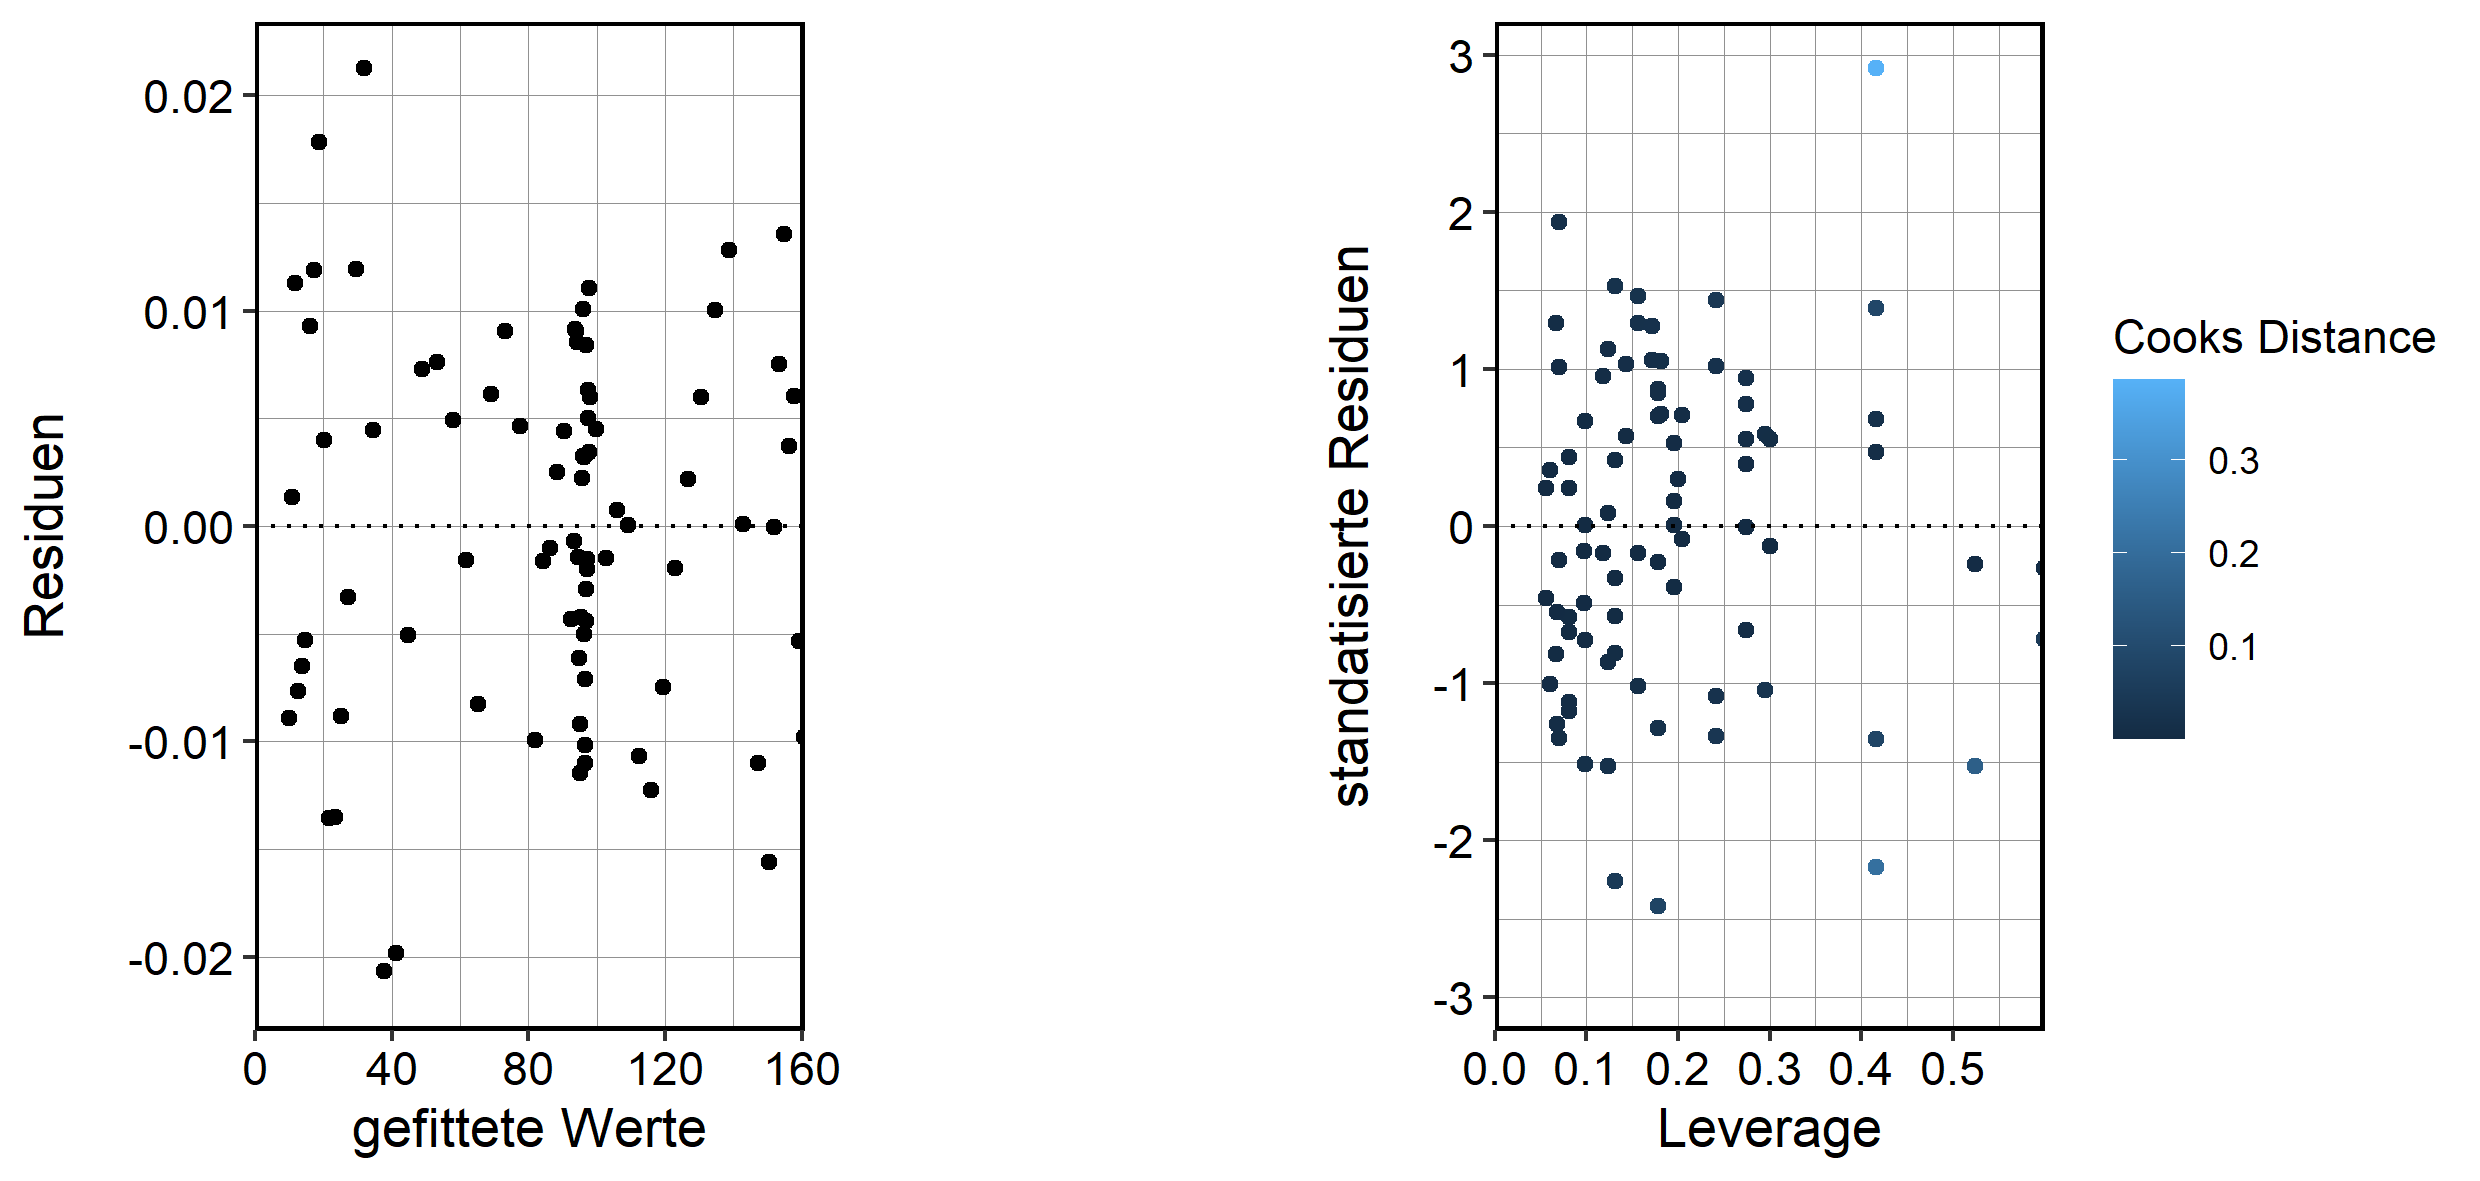 Residuen
0.02
0.01
0.00
-0.01
-0.02
0 40 80 120 160
gefittete Werte
standatisierte Residuen
3
2
1
0
-1
-2
-3
0.0 0.1 0.2 0.3 0.4 0.5
Leverage
Cooks Distance
0.3
0.2
0.1